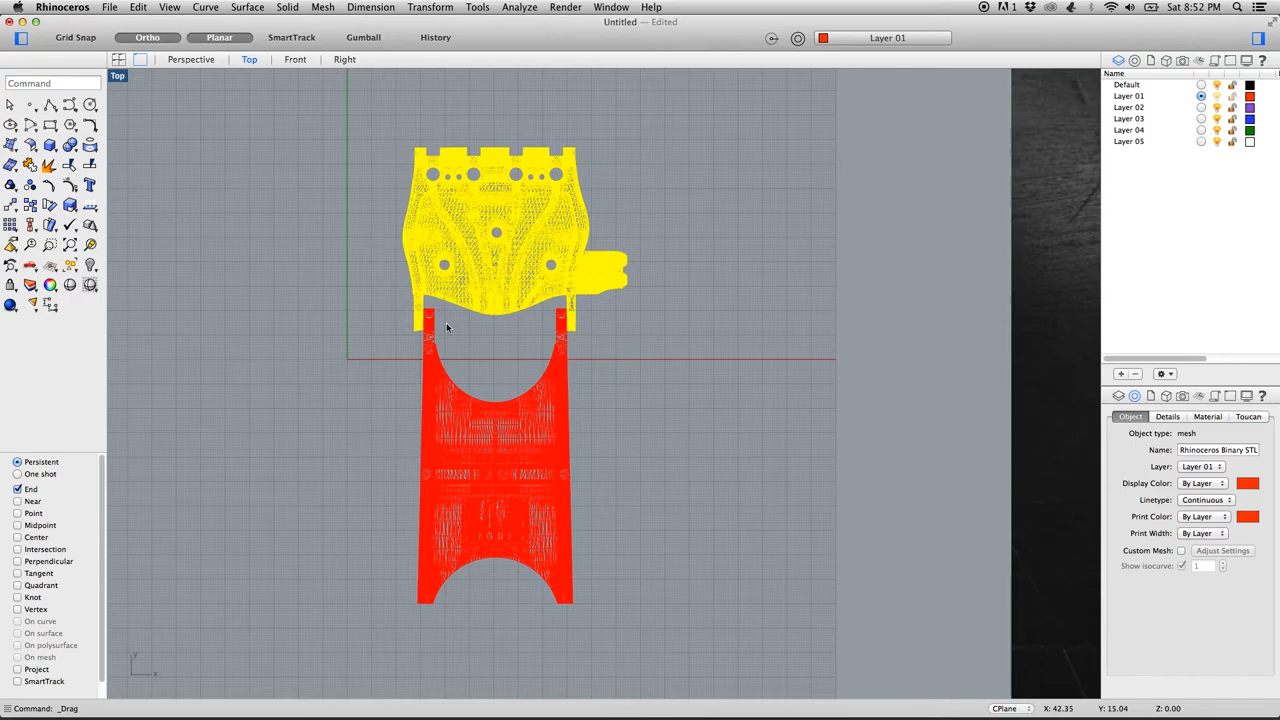 Rhinoceros File Edit View Curve Surface Solid Mesh Dimension Transform Tools Analyze Render Window Help 1 Sat 8:52 PM
Untitled — Edited
Grid Snap Ortho Planar SmartTrack Gumball History Layer 01
Perspective Top Front Right
Top
Command
Persistent
One shot
End
Near
Point
Midpoint
Center
Intersection
Perpendicular
Tangent
Quadrant
Knot
Vertex
On curve
On surface
On polysurface
On mesh
Project
SmartTrack
y
x
Name
Default
Layer 01
Layer 02
Layer 03
Layer 04
Layer 05
Object Details Material Toucan
Object type: mesh
Name: Rhinoceros Binary STL
Layer: Layer 01
Display Color: By Layer
Linetype: Continuous
Print Color: By Layer
Print Width: By Layer
Custom Mesh: Adjust Settings
Show isocurve: 1
Command: _Drag CPlane X: 42.35 Y: 15.04 Z: 0.00